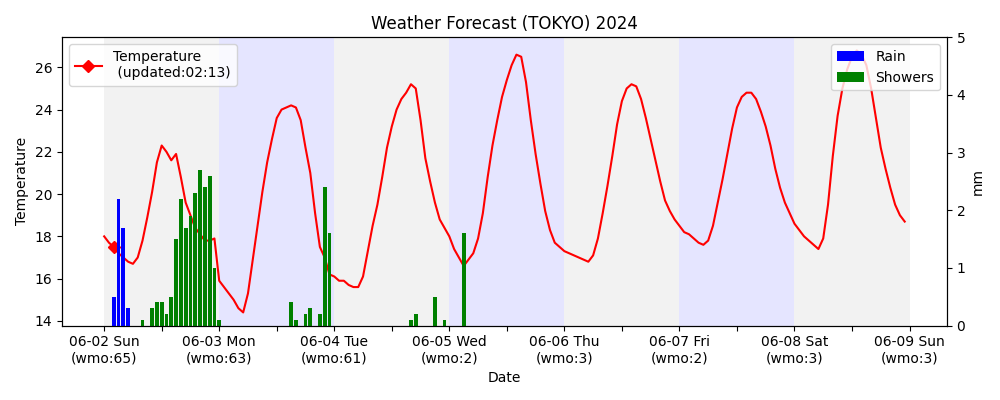 Weather Forecast (TOKYO) 2024
Temperature
(updated:02:13)
Rain
Showers
Temperature
26
24
22
20
18
16
14
5
4
3
2
1
0
mm
06-02 Sun
(wmo:65)
06-03 Mon
(wmo:63)
06-04 Tue
(wmo:61)
06-05 Wed
(wmo:2)
06-06 Thu
(wmo:3)
06-07 Fri
(wmo:2)
06-08 Sat
(wmo:3)
06-09 Sun
(wmo:3)
Date